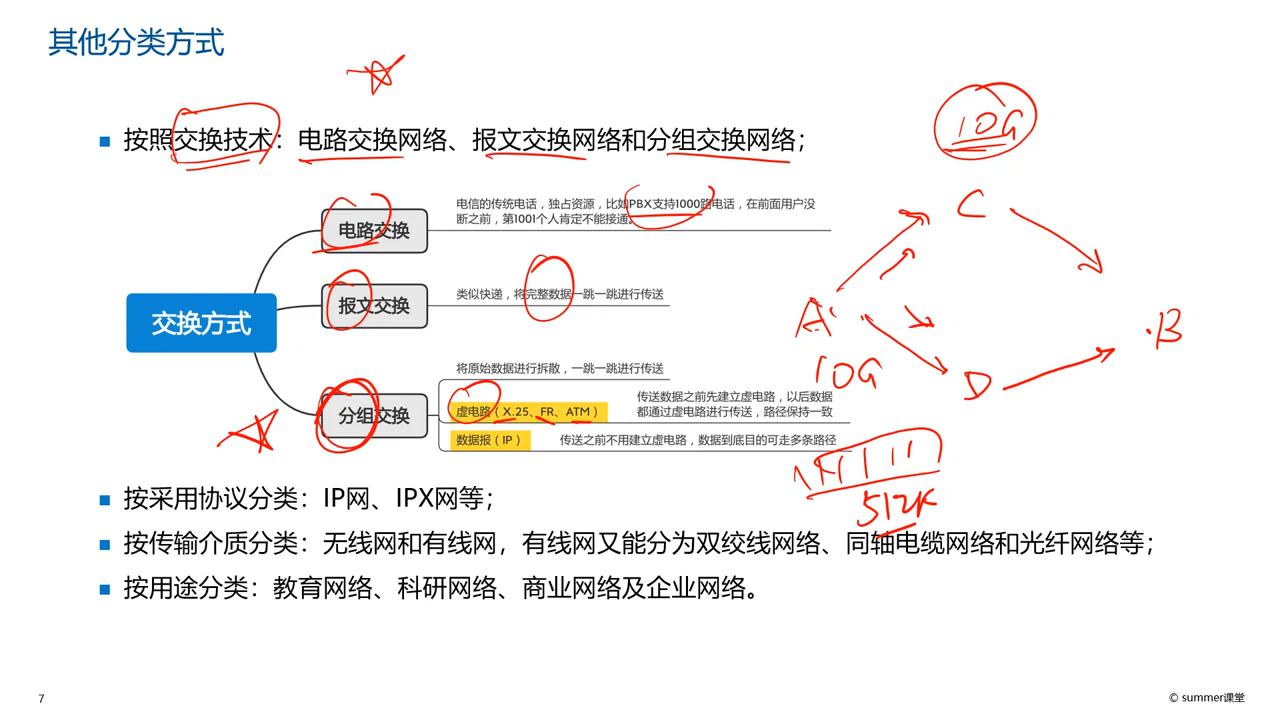 其他分类方式
按照交换技术：电路交换网络、报文交换网络和分组交换网络；
10G
电路交换
电信的传统电话，独占资源，比如PBX支持1000路电话，在前面用户没
断之前，第1001个人肯定不能接通。
C
报文交换
类似快递，将完整数据一跳一跳进行传送
交换方式
A
B
10G
D
分组交换
将原始数据进行拆散，一跳一跳进行传送
虚电路（X.25、FR、ATM）
传送数据之前先建立虚电路，以后数据
都通过虚电路进行传送，路径保持一致
数据报（IP）
传送之前不用建立虚电路，数据到底目的可走多条路径
512K
按采用协议分类：IP网、IPX网等；
按传输介质分类：无线网和有线网，有线网又能分为双绞线网络、同轴电缆网络和光纤网络等；
按用途分类：教育网络、科研网络、商业网络及企业网络。
7
© summer课堂